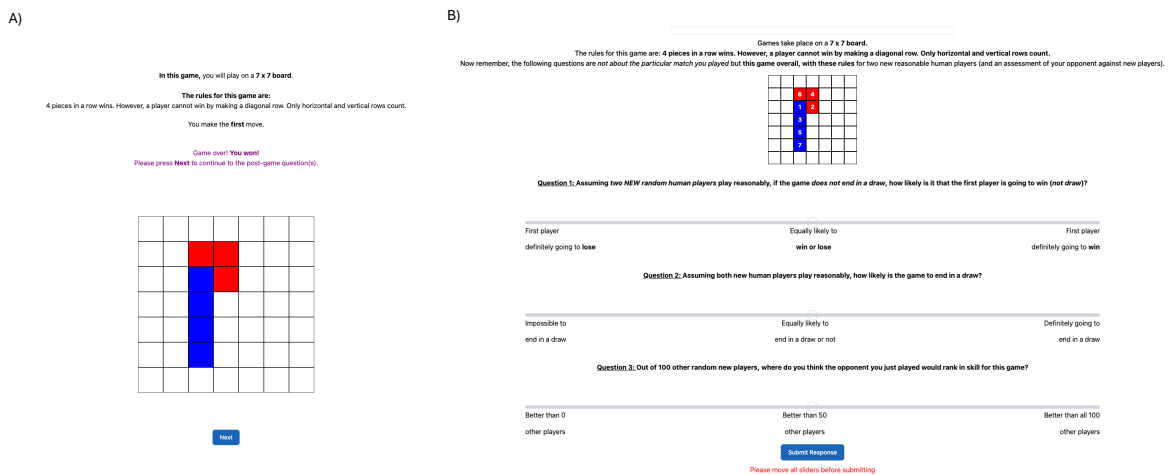 A)
In this game, you will play on a 7 x 7 board.
The rules for this game are:
4 pieces in a row wins. However, a player cannot win by making a diagonal row. Only horizontal and vertical rows count.
You make the first move.
Game over! You won!
Please press Next to continue to the post-game question(s).
Next
B)
Games take place on a 7 x 7 board.
The rules for this game are: 4 pieces in a row wins. However, a player cannot win by making a diagonal row. Only horizontal and vertical rows count.
Now remember, the following questions are not about the particular match you played but this game overall, with these rules for two new reasonable human players (and an assessment of your opponent against new players).
6 4
1 2
3
5
7
Question 1: Assuming two NEW random human players play reasonably, if the game does not end in a draw, how likely is it that the first player is going to win (not draw)?
First player Equally likely to First player
definitely going to lose win or lose definitely going to win
Question 2: Assuming both new human players play reasonably, how likely is the game to end in a draw?
Impossible to Equally likely to Definitely going to
end in a draw end in a draw or not end in a draw
Question 3: Out of 100 other random new players, where do you think the opponent you just played would rank in skill for this game?
Better than 0 Better than 50 Better than all 100
other players other players other players
Submit Response
Please move all sliders before submitting